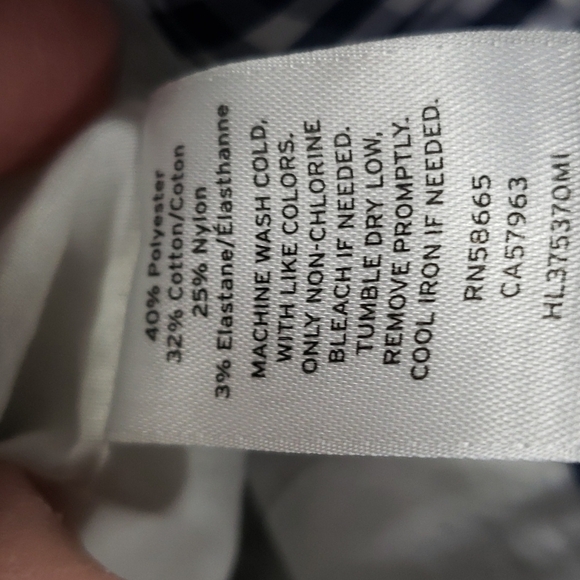 40% Polyester
32% Cotton/Coton
25% Nylon
3% Elastane/Élasthanne
MACHINE WASH COLD,
WITH LIKE COLORS.
ONLY NON-CHLORINE
BLEACH IF NEEDED.
TUMBLE DRY LOW,
REMOVE PROMPTLY.
COOL IRON IF NEEDED.
RN58665
CA57963
HL37537OMI